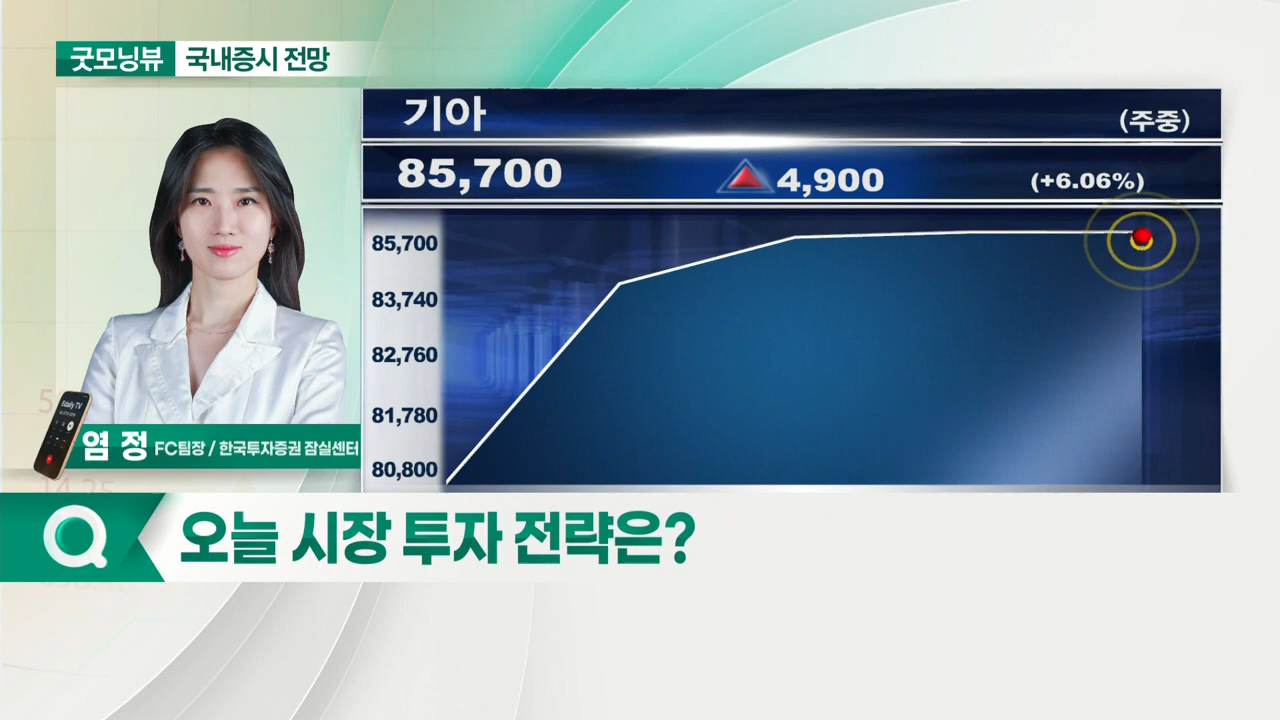 굿모닝뷰 국내증시 전망
기아 (주중)
85,700 4,900 (+6.06%)
85,700
83,740
82,760
81,780
80,800
Edaily TV
염 정 FC팀장 / 한국투자증권 잠실센터
오늘 시장 투자 전략은?